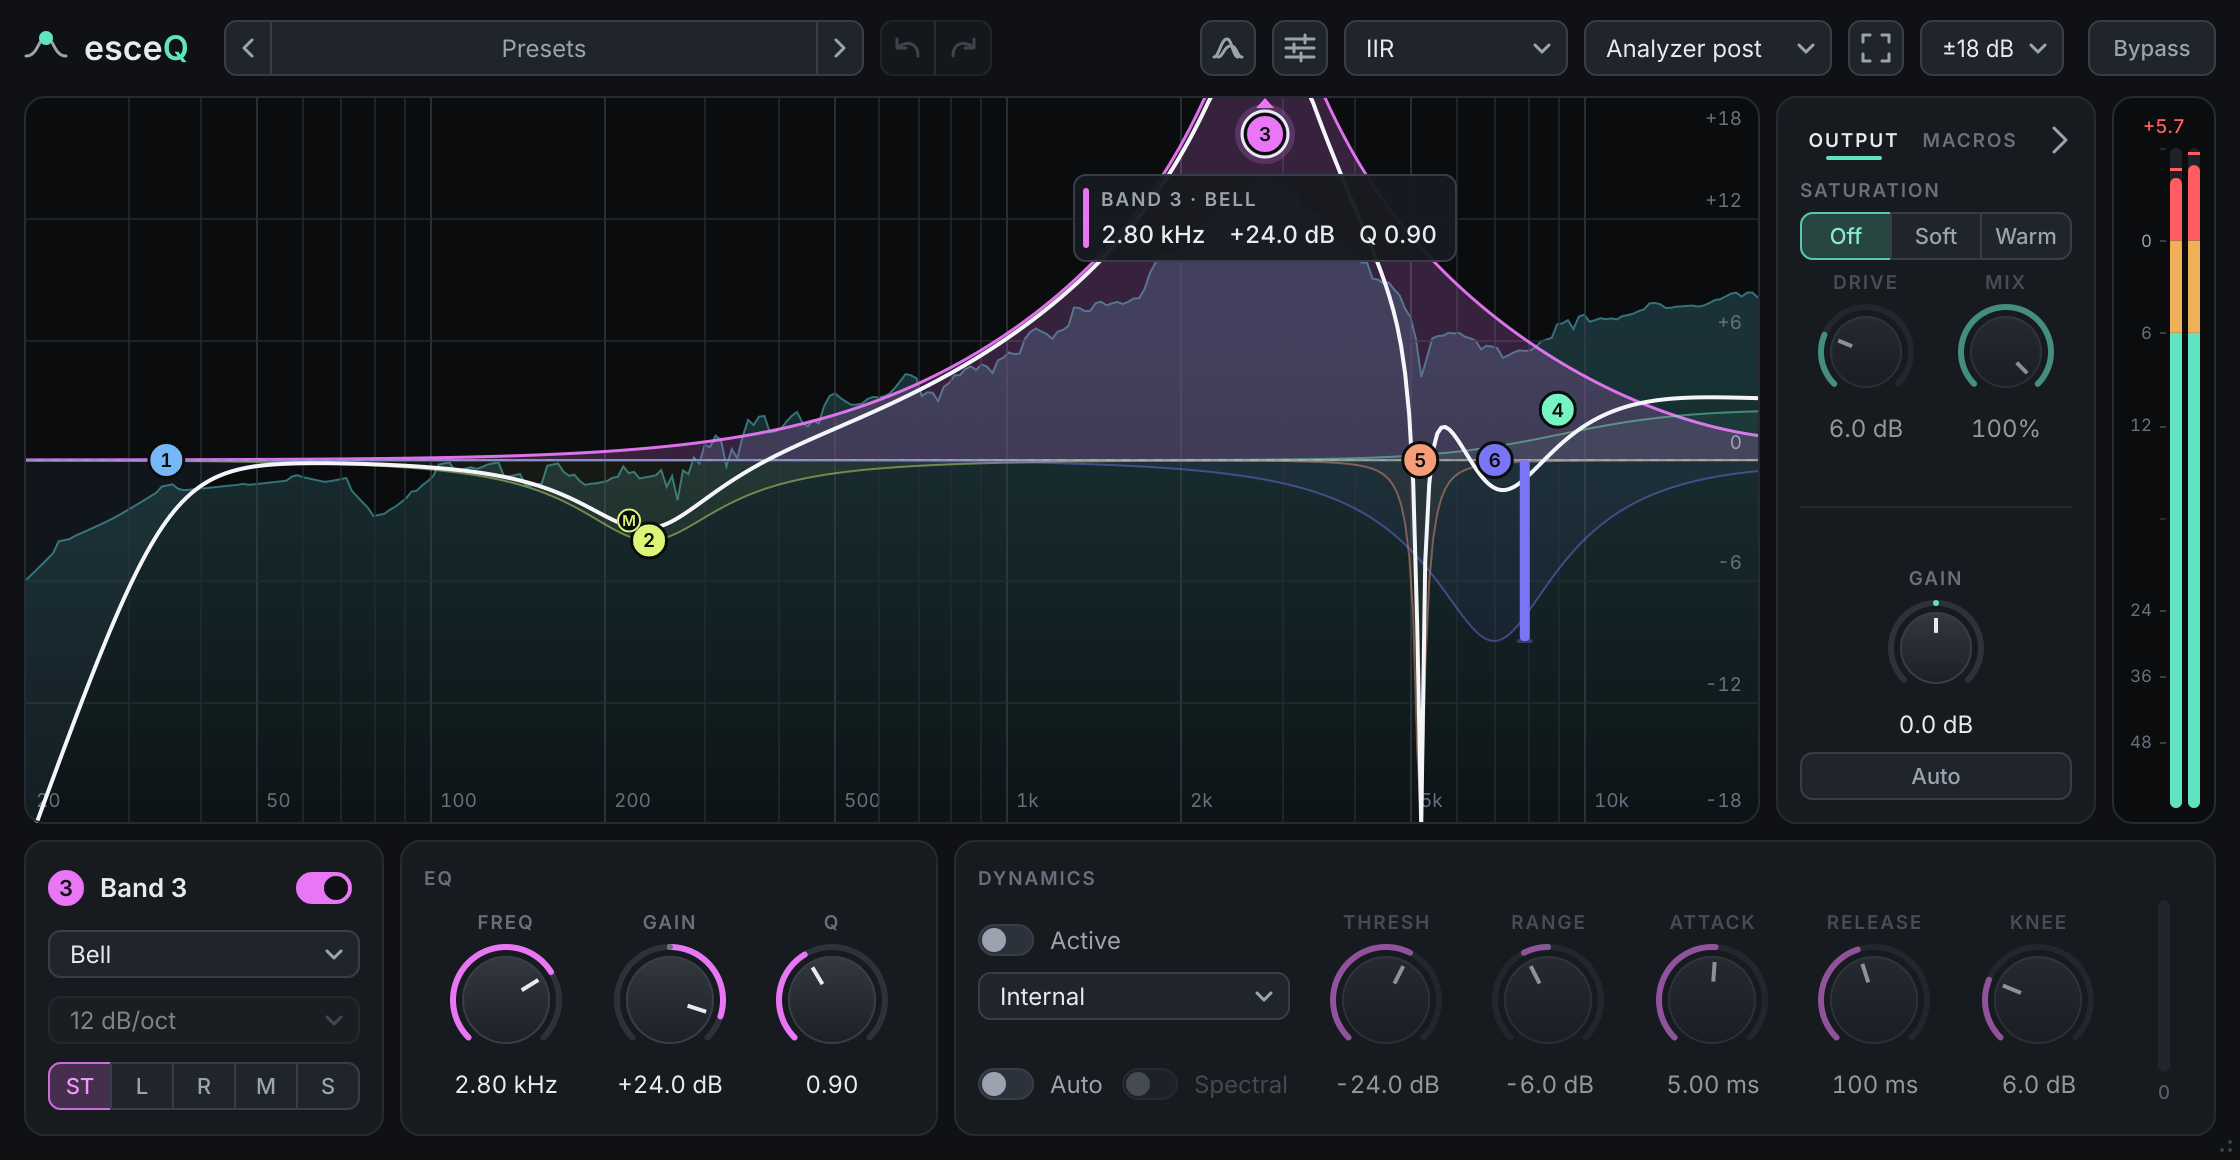 esceQ
Presets
IIR
Analyzer post
±18 dB
Bypass
+18
+12
+6
0
-6
-12
-18
20
50
100
200
500
1k
2k
5k
10k
1
M
2
3
BAND 3 · BELL
2.80 kHz +24.0 dB Q 0.90
4
5
6
OUTPUT MACROS
SATURATION
Off Soft Warm
DRIVE MIX
6.0 dB 100%
GAIN
0.0 dB
Auto
+5.7
0
6
12
24
36
48
3 Band 3
Bell
12 dB/oct
ST L R M S
EQ
FREQ GAIN Q
2.80 kHz +24.0 dB 0.90
DYNAMICS
Active
Internal
Auto Spectral
THRESH RANGE ATTACK RELEASE KNEE
-24.0 dB -6.0 dB 5.00 ms 100 ms 6.0 dB
0